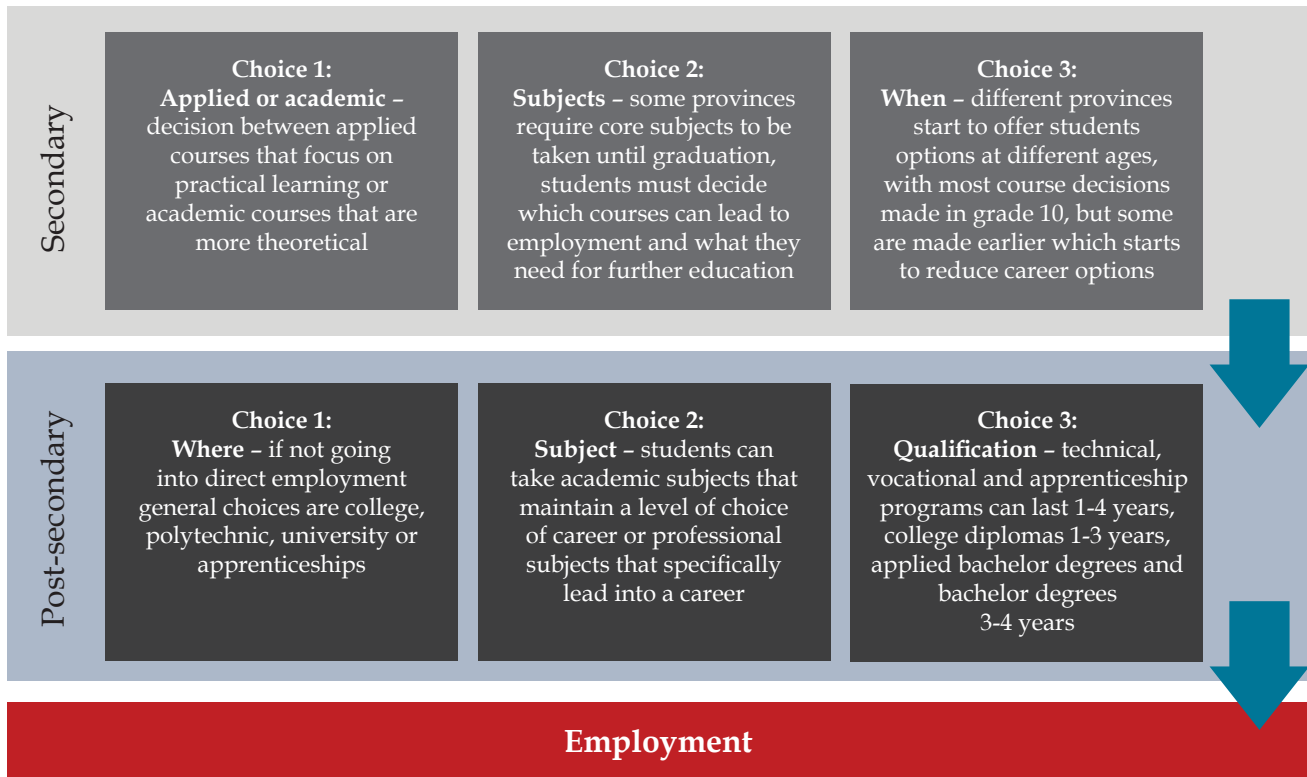 Secondary
Choice 1:
Applied or academic –
decision between applied
courses that focus on
practical learning or
academic courses that are
more theoretical
Choice 2:
Subjects – some provinces
require core subjects to be
taken until graduation,
students must decide
which courses can lead to
employment and what they
need for further education
Choice 3:
When – different provinces
start to offer students
options at different ages,
with most course decisions
made in grade 10, but some
are made earlier which starts
to reduce career options
Post-secondary
Choice 1:
Where – if not going
into direct employment
general choices are college,
polytechnic, university or
apprenticeships
Choice 2:
Subject – students can
take academic subjects that
maintain a level of choice
of career or professional
subjects that specifically
lead into a career
Choice 3:
Qualification – technical,
vocational and apprenticeship
programs can last 1-4 years,
college diplomas 1-3 years,
applied bachelor degrees and
bachelor degrees
3-4 years
Employment